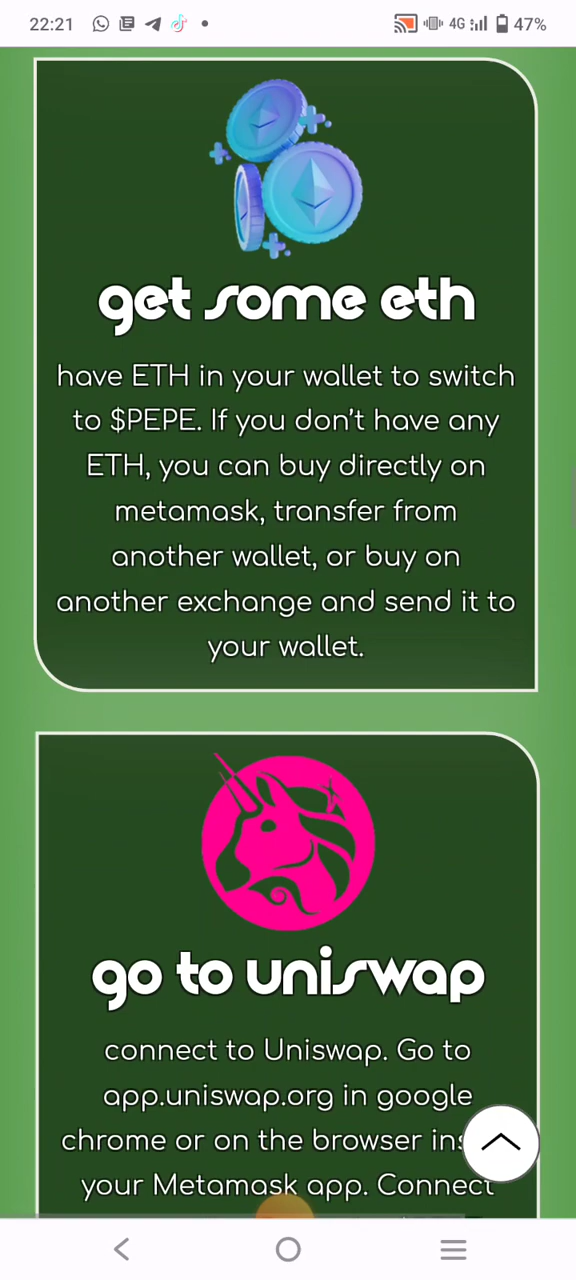 22:21
4G
47%
get some eth
have ETH in your wallet to switch
to $PEPE. If you don't have any
ETH, you can buy directly on
metamask, transfer from
another wallet, or buy on
another exchange and send it to
your wallet.
go to uniswap
connect to Uniswap. Go to
app.uniswap.org in google
chrome or on the browser
your Metamask app. Connect